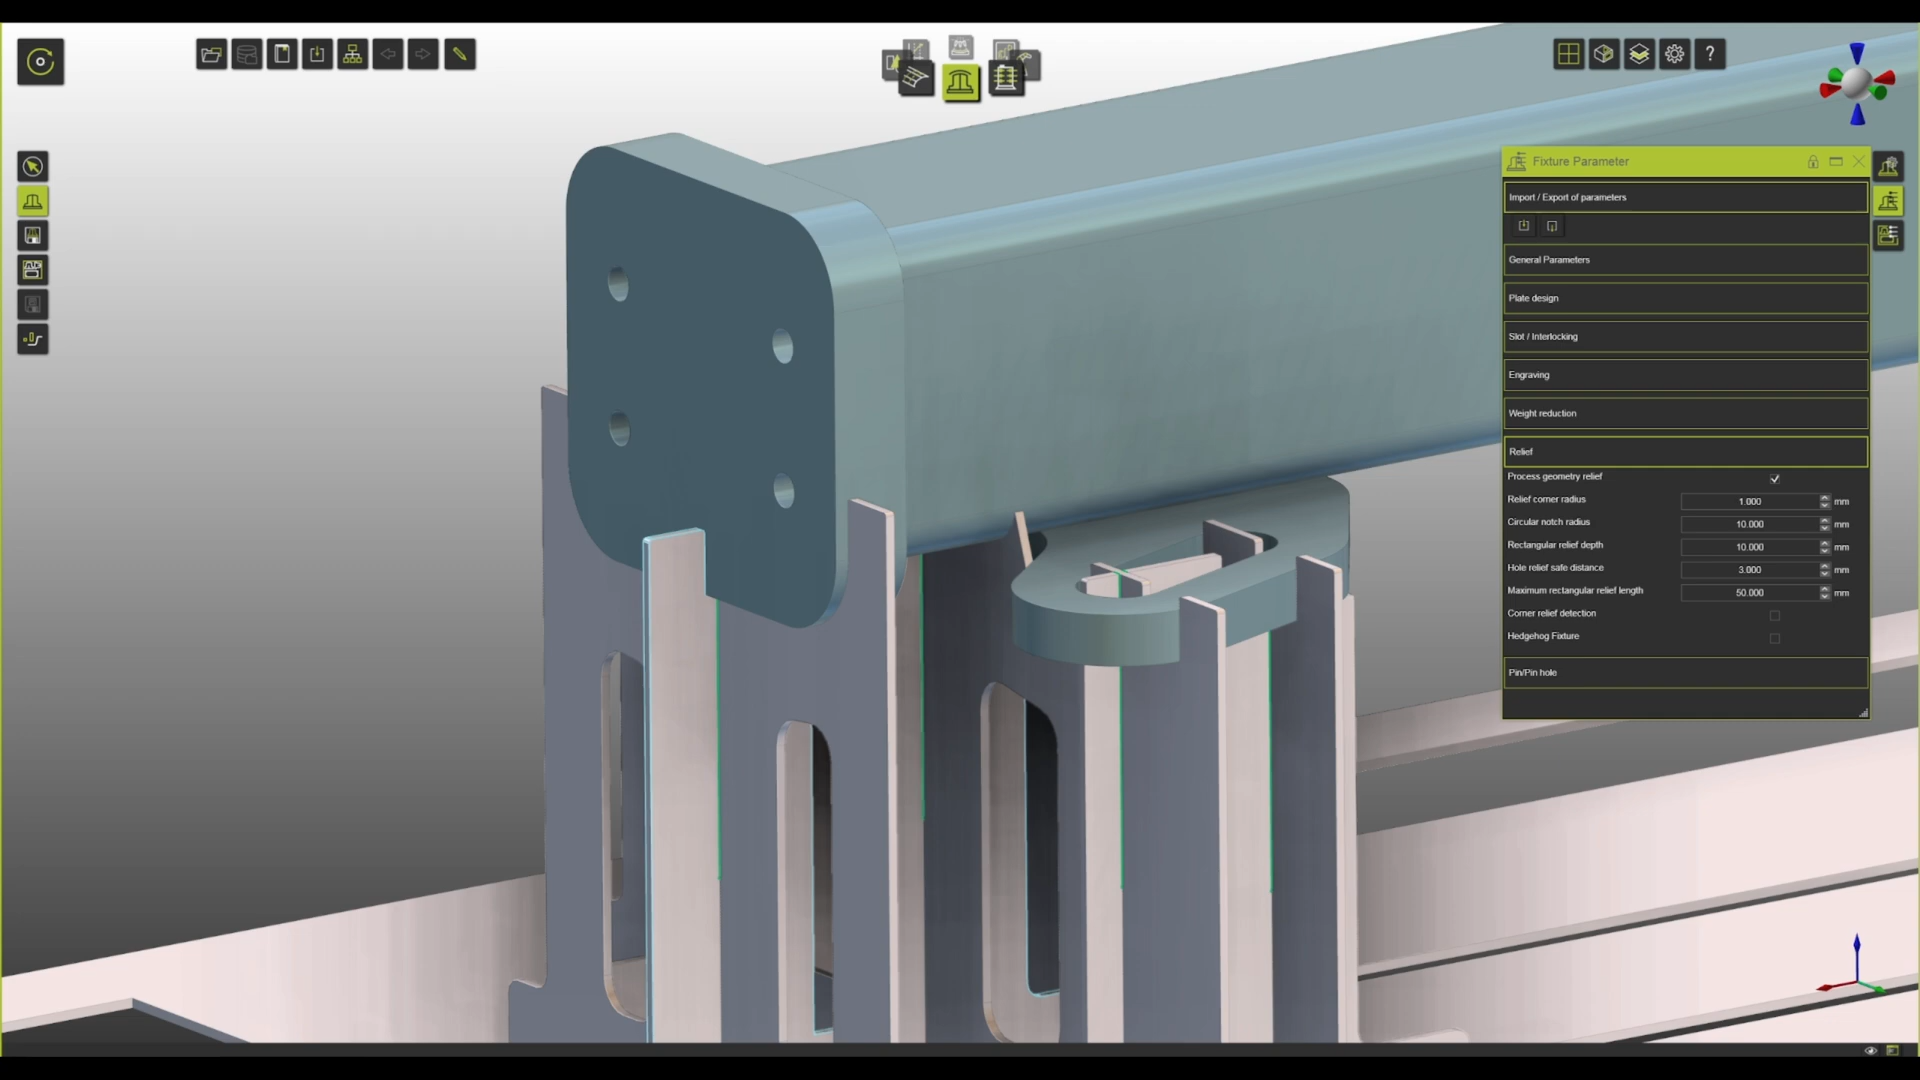 ?
Fixture Parameter
Import / Export of parameters
General Parameters
Plate design
Slot / Interlocking
Engraving
Weight reduction
Relief
Process geometry relief
Relief corner radius 1.000 mm
Circular notch radius 10.000 mm
Rectangular relief depth 10.000 mm
Hole relief safe distance 3.000 mm
Maximum rectangular relief length 50.000 mm
Corner relief detection
Hedgehog Fixture
Pin/Pin hole